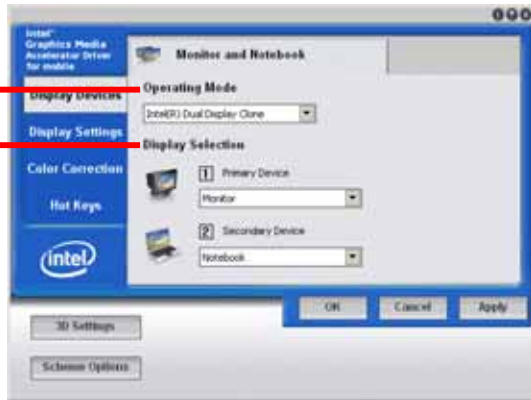 Intel®
Graphics Media
Accelerator Driver
for mobile
Display Devices
Display Settings
Color Correction
Hot Keys
intel
Monitor and Notebook
Operating Mode
Intel(R) Dual Display Clone
Display Selection
1 Primary Device
Monitor
2 Secondary Device
Notebook
OK
Cancel
Apply
3D Settings
Scheme Options